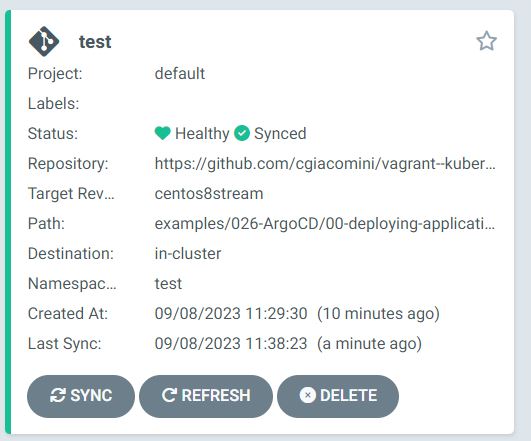 test
Project: default
Labels:
Status: Healthy Synced
Repository: https://github.com/cgiacomini/vagrant--kuber...
Target Rev... centos8stream
Path: examples/026-ArgoCD/00-deploying-applicati...
Destination: in-cluster
Namespac... test
Created At: 09/08/2023 11:29:30 (10 minutes ago)
Last Sync: 09/08/2023 11:38:23 (a minute ago)
SYNC REFRESH DELETE